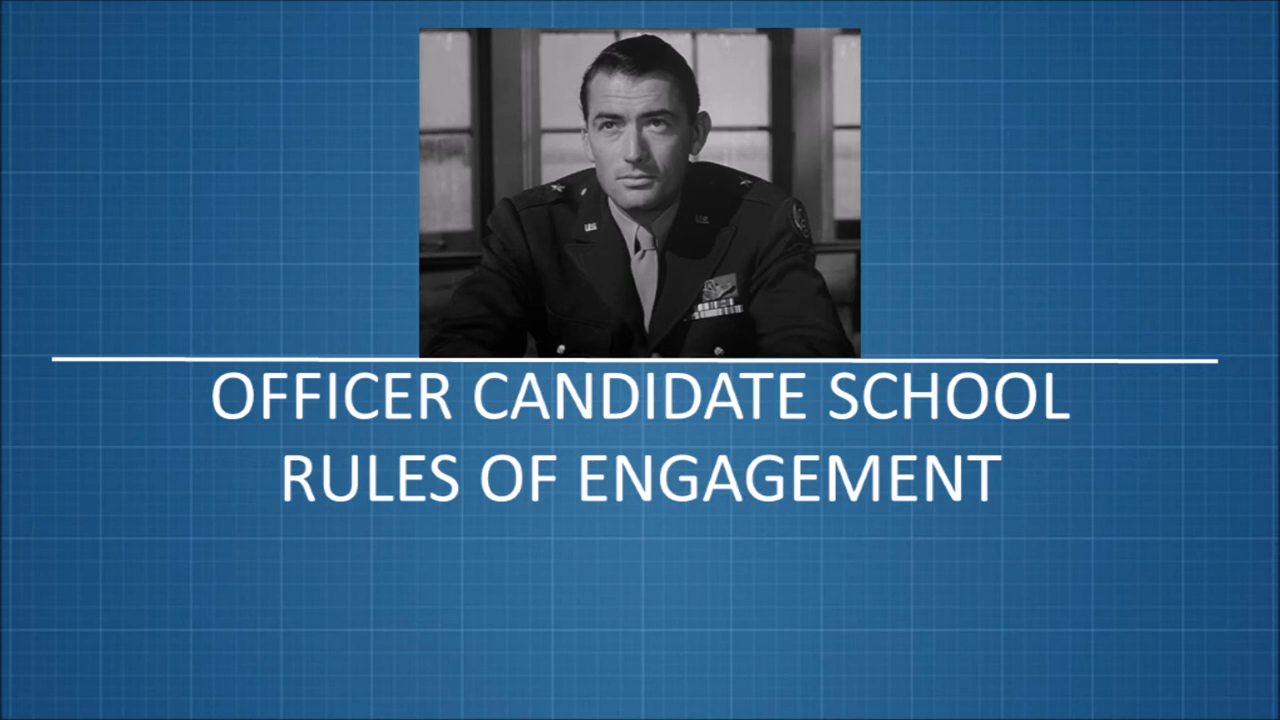 OFFICER CANDIDATE SCHOOL
RULES OF ENGAGEMENT